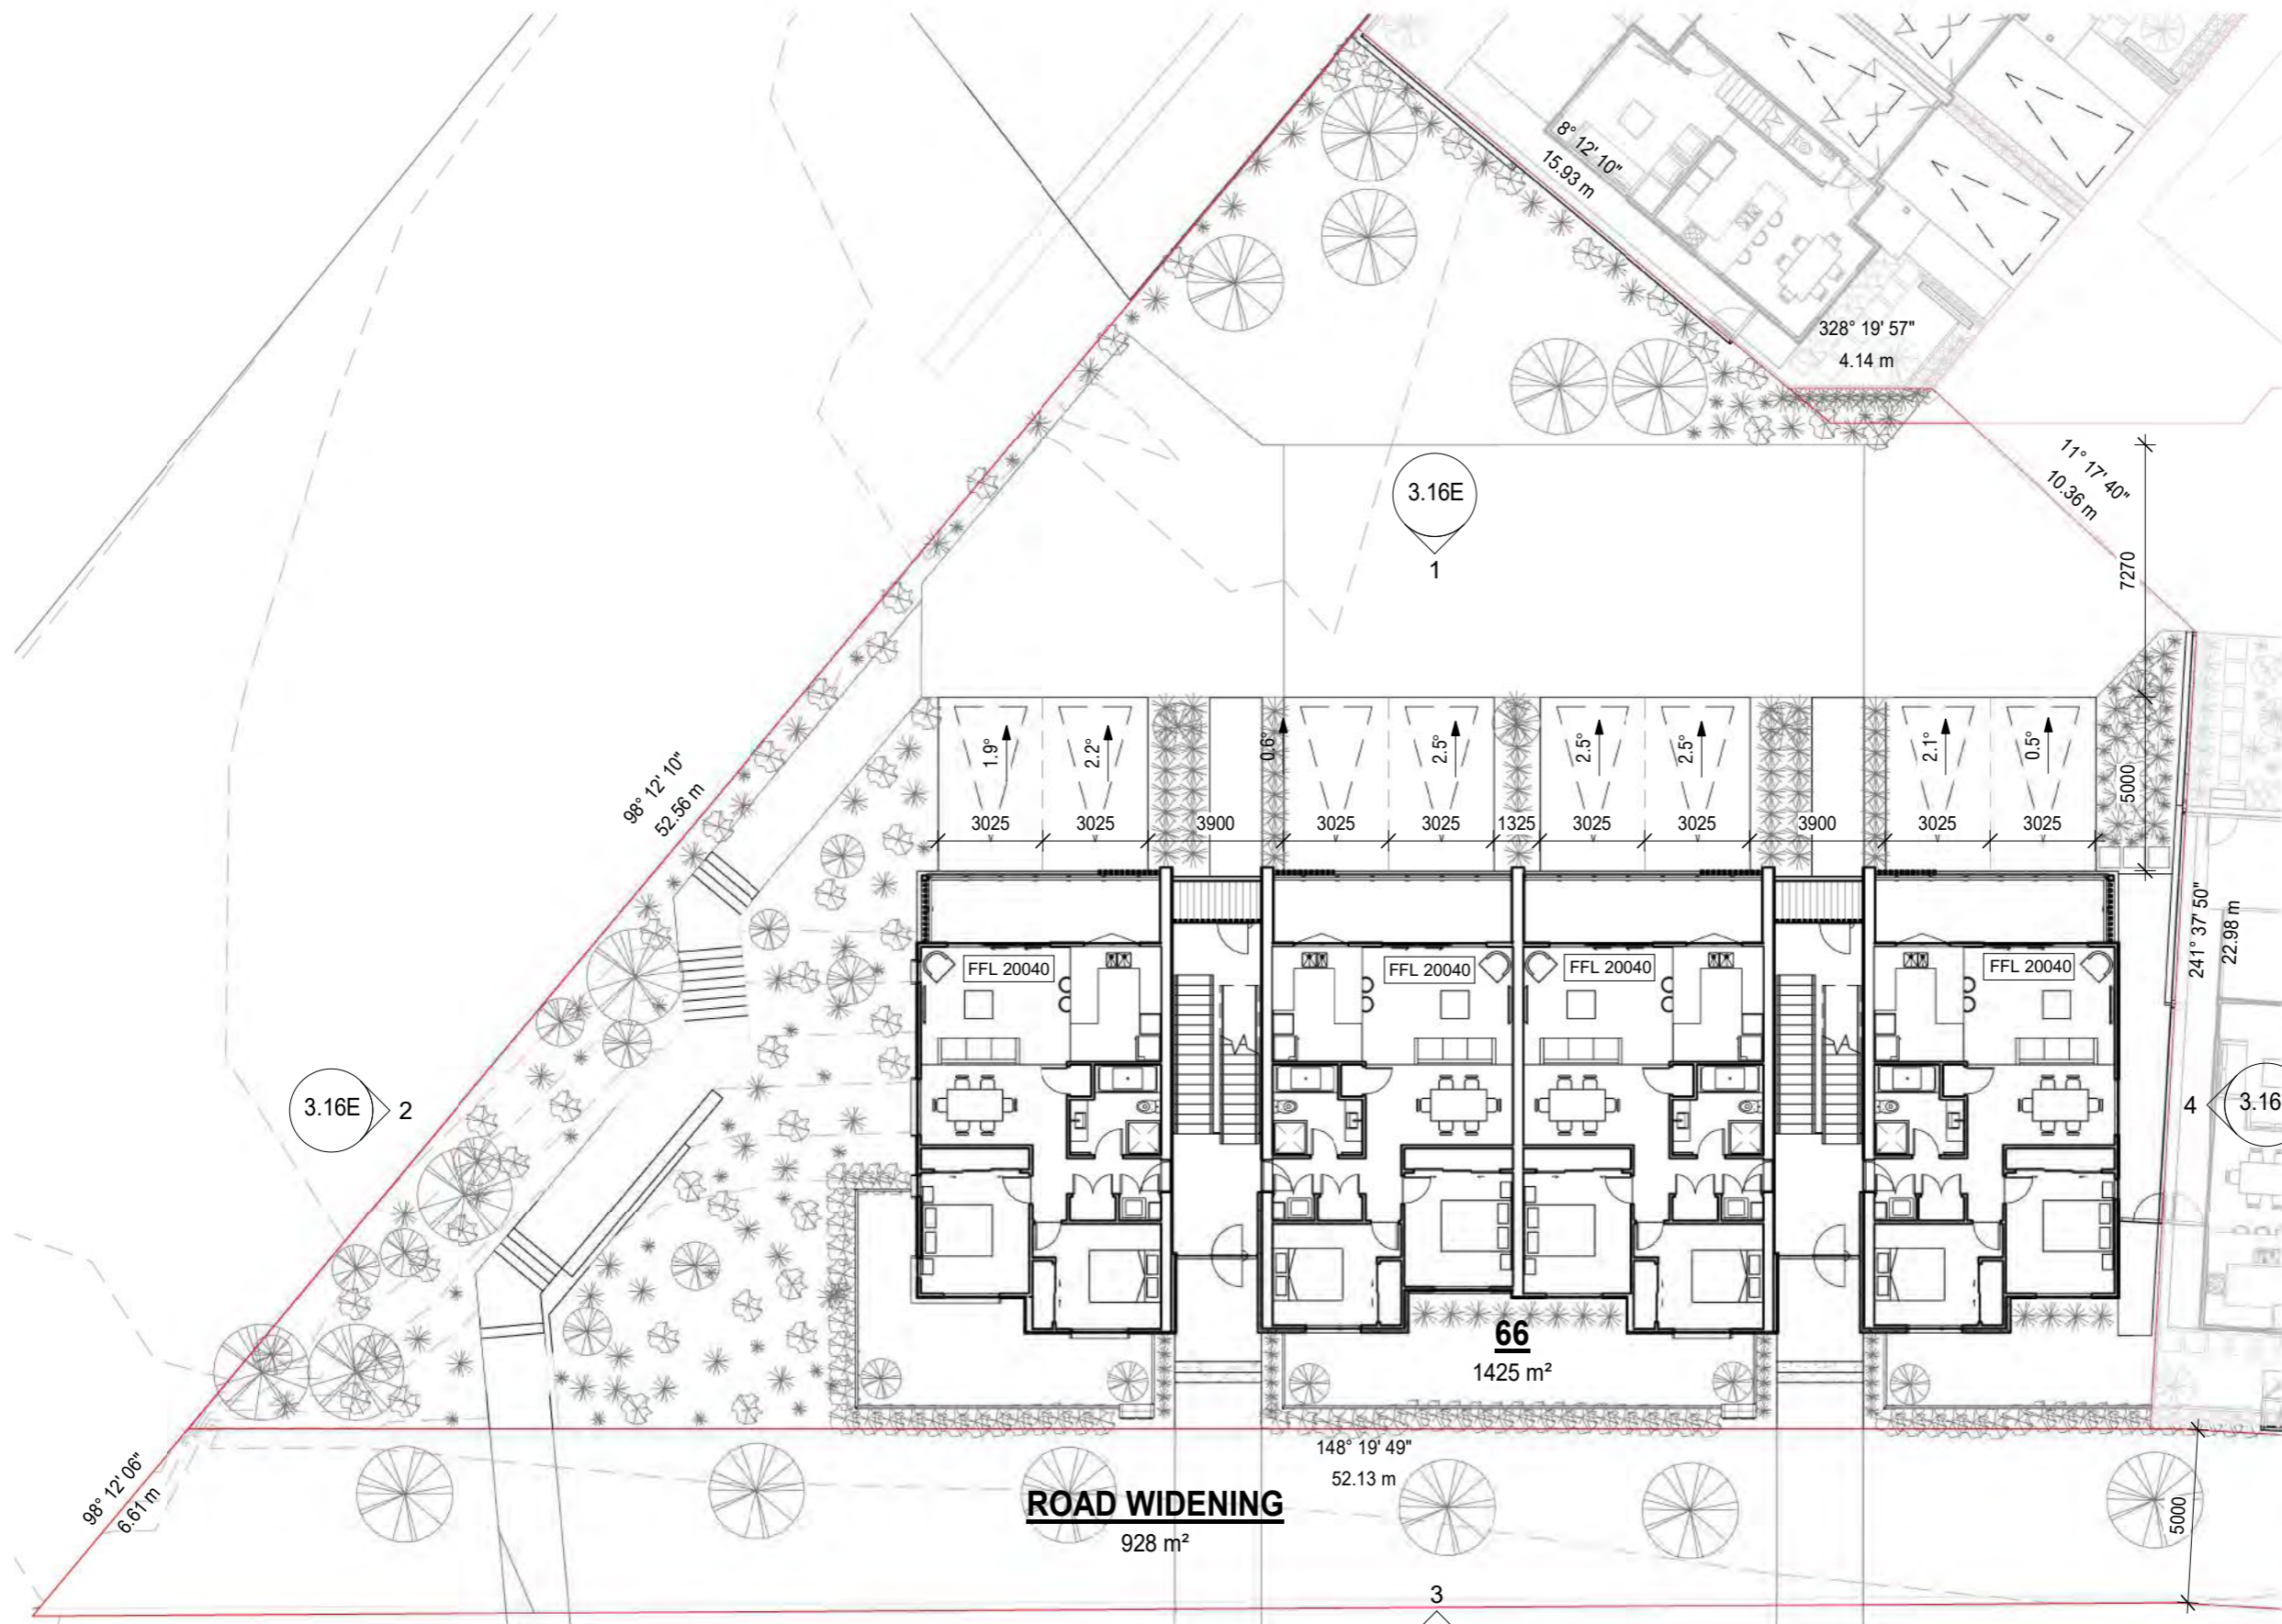 8° 12' 10"
15.93 m
328° 19' 57"
4.14 m
11° 17' 40"
10.36 m
3.16E
1
7270
98° 12' 10"
52.56 m
1.9°
2.2°
0.6°
2.5°
2.5°
2.5°
2.1°
0.5°
5000
3025
3025
3900
3025
3025
1325
3025
3025
3900
3025
3025
241° 37' 50"
22.98 m
FFL 20040
FFL 20040
FFL 20040
FFL 20040
3.16E
2
4
3.16
66
1425 m²
148° 19' 49"
52.13 m
98° 12' 06"
6.61 m
ROAD WIDENING
928 m²
5000
3